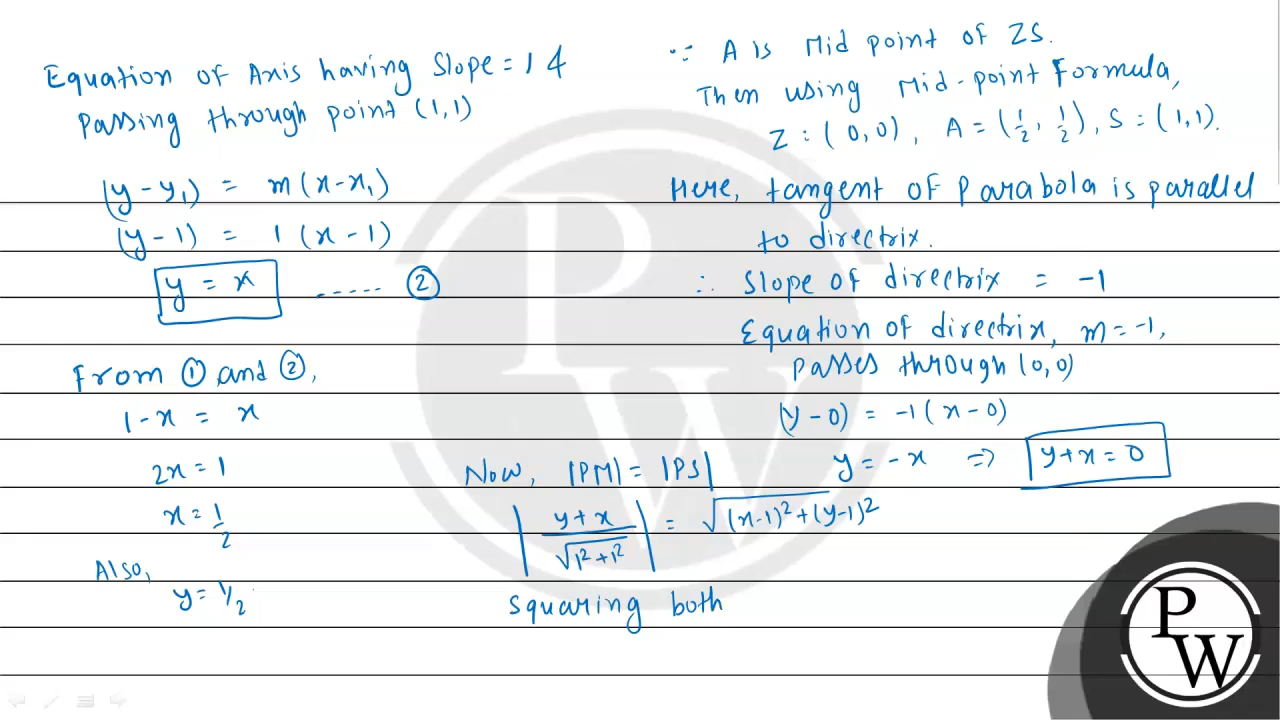 Equation of Axis having Slope = 1 &
Passing through point (1,1)
(y - y₁) = m(x - x₁)
(y - 1) = 1 (x - 1)
y = x ...... ②
From ① and ②,
1 - x = x
2x = 1
x = 1/2
Also,
y = 1/2
∵ A is Mid point of ZS.
Then using Mid-point Formula,
Z : (0,0), A = (1/2, 1/2), S : (1,1).
Here, tangent of Parabola is parallel
to directrix.
∴ Slope of directrix = -1
Equation of directrix, m = -1,
Passes through (0,0)
(y - 0) = -1(x - 0)
y = -x ⇒ y + x = 0
Now, |PM| = |PS|
|(y + x)/√(1² + 1²)| = √((x-1)² + (y-1)²)
Squaring both
PW
PW